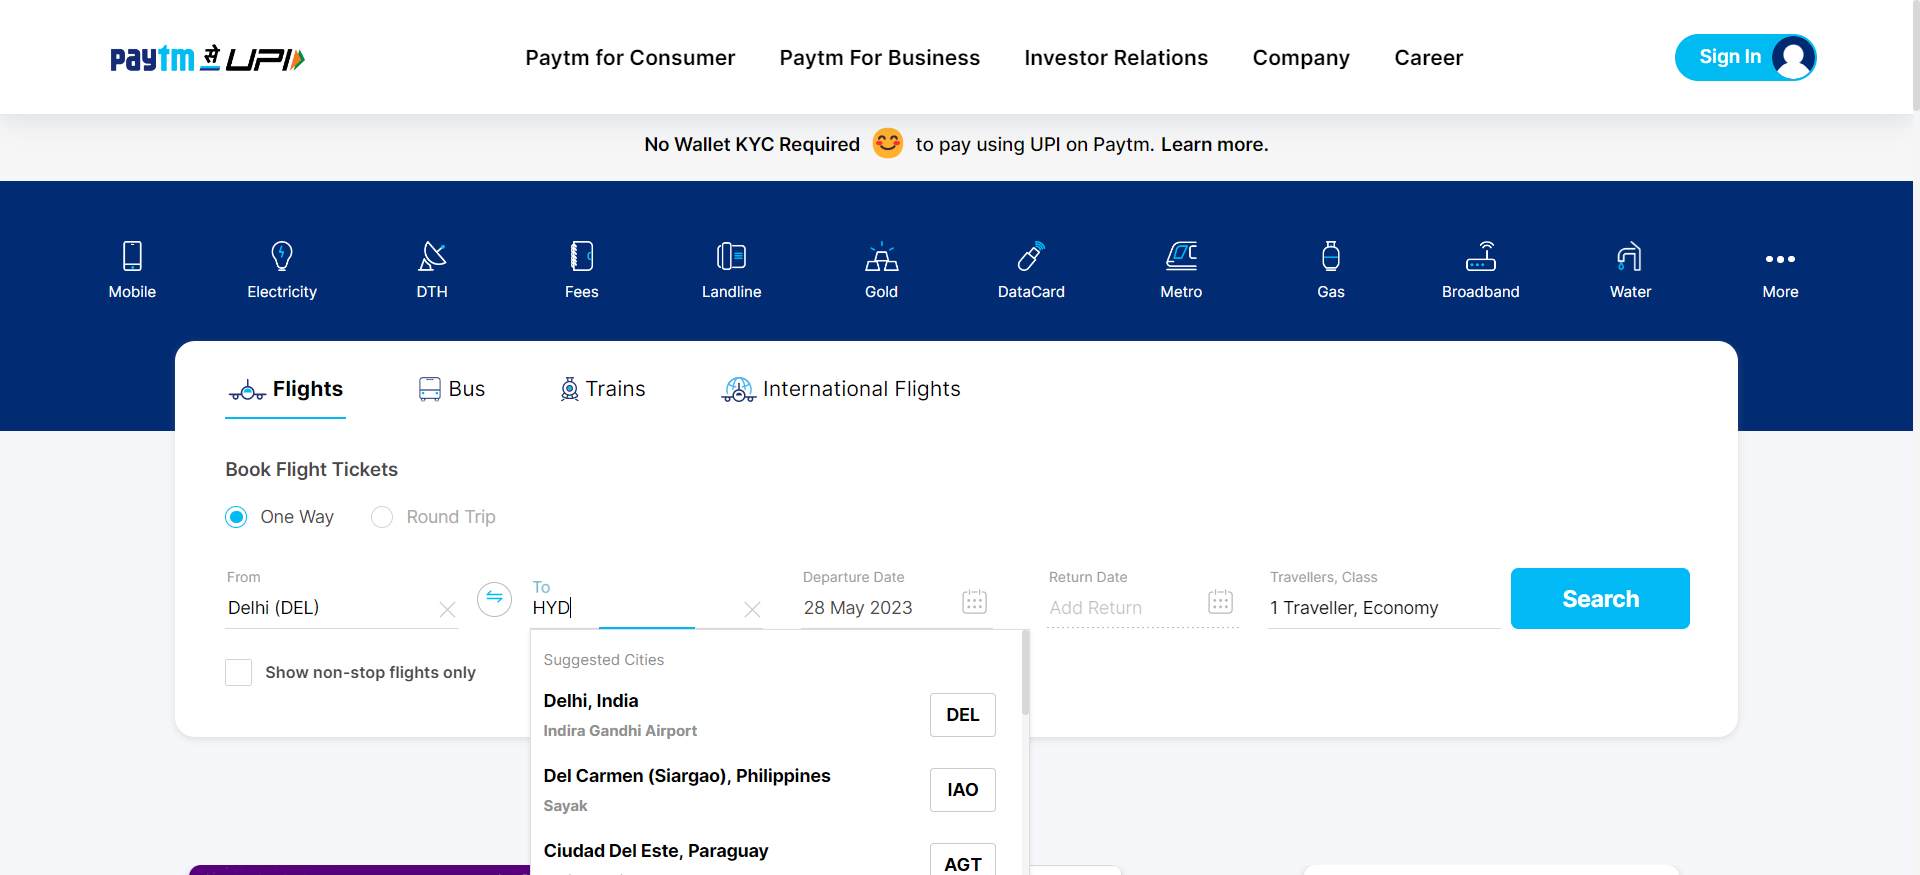 paytm से UPI
Paytm for Consumer
Paytm For Business
Investor Relations
Company
Career
Sign In
No Wallet KYC Required 😊 to pay using UPI on Paytm. Learn more.
Mobile
Electricity
DTH
Fees
Landline
Gold
DataCard
Metro
Gas
Broadband
Water
More
Flights
Bus
Trains
International Flights
Book Flight Tickets
One Way
Round Trip
From
Delhi (DEL)
To
HYD
Departure Date
28 May 2023
Return Date
Add Return
Travellers, Class
1 Traveller, Economy
Search
Show non-stop flights only
Suggested Cities
Delhi, India
Indira Gandhi Airport
DEL
Del Carmen (Siargao), Philippines
Sayak
IAO
Ciudad Del Este, Paraguay
AGT